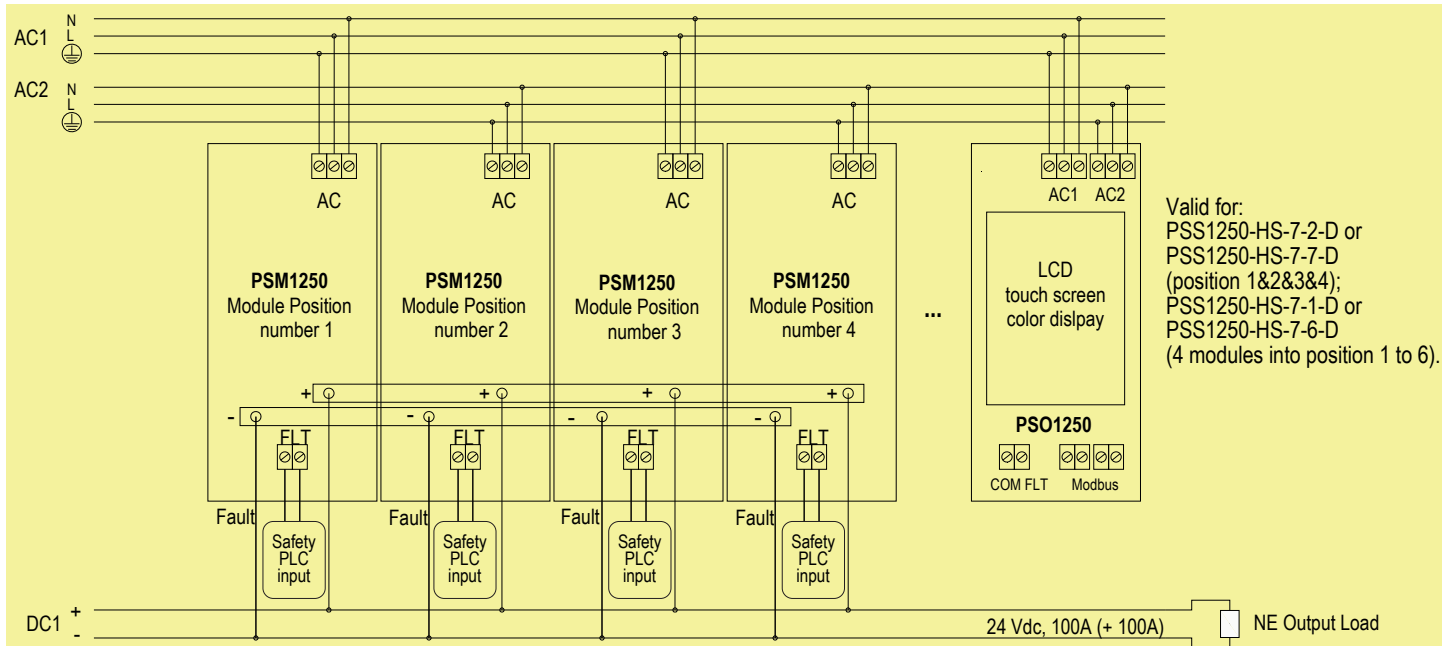 N
AC1 L
AC2 N
L
AC AC AC AC AC1 AC2
PSM1250
Module Position
number 1
PSM1250
Module Position
number 2
PSM1250
Module Position
number 3
PSM1250
Module Position
number 4
...
LCD
touch screen
color dislpay
PSO1250
COM FLT Modbus
Valid for:
PSS1250-HS-7-2-D or
PSS1250-HS-7-7-D
(position 1&2&3&4);
PSS1250-HS-7-1-D or
PSS1250-HS-7-6-D
(4 modules into position 1 to 6).
+ + + +
- - - -
FLT FLT FLT FLT
Fault Fault Fault Fault
Safety
PLC
input
Safety
PLC
input
Safety
PLC
input
Safety
PLC
input
DC1 +
-
24 Vdc, 100A (+ 100A)
NE Output Load